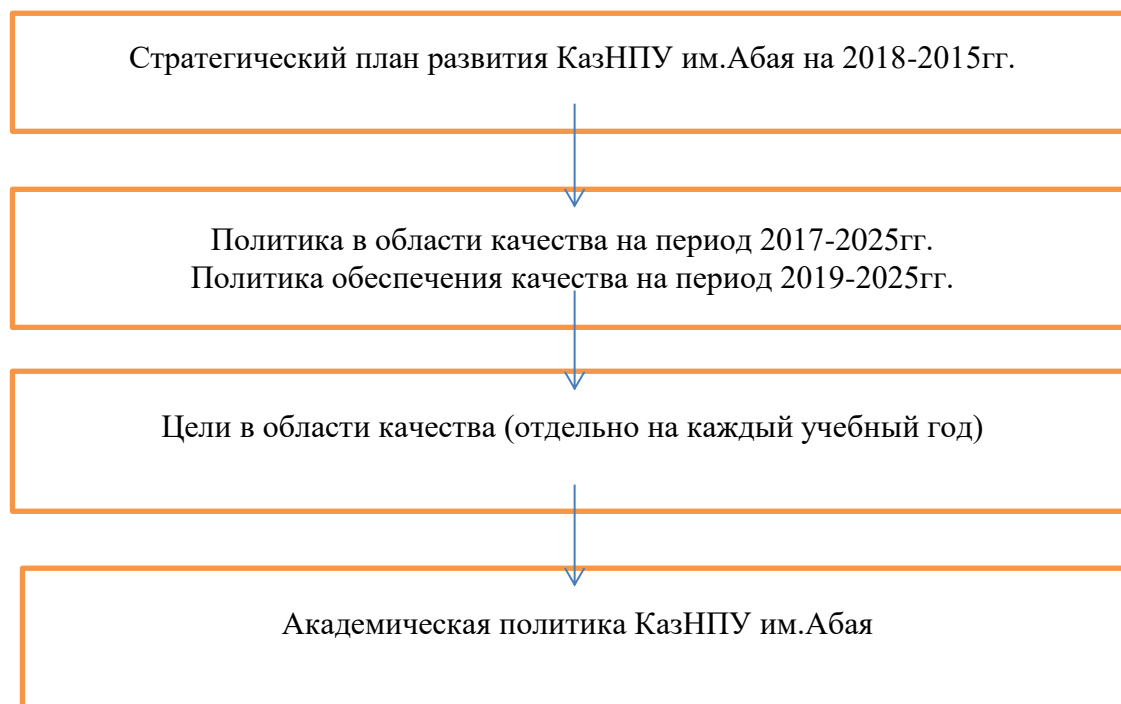 Стратегический план развития КазНПУ им.Абая на 2018-2015гг.
Политика в области качества на период 2017-2025гг.
Политика обеспечения качества на период 2019-2025гг.
Цели в области качества (отдельно на каждый учебный год)
Академическая политика КазНПУ им.Абая